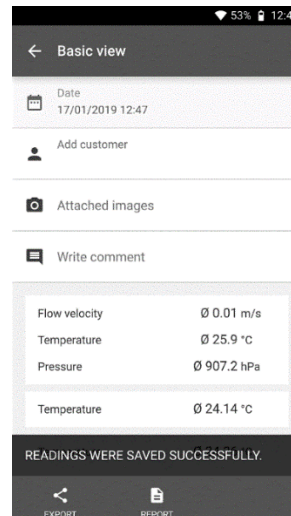 53% 12:4
Basic view
Date
17/01/2019 12:47
Add customer
Attached images
Write comment
Flow velocity Ø 0.01 m/s
Temperature Ø 25.9 °C
Pressure Ø 907.2 hPa
Temperature Ø 24.14 °C
READINGS WERE SAVED SUCCESSFULLY.
EXPORT REPORT